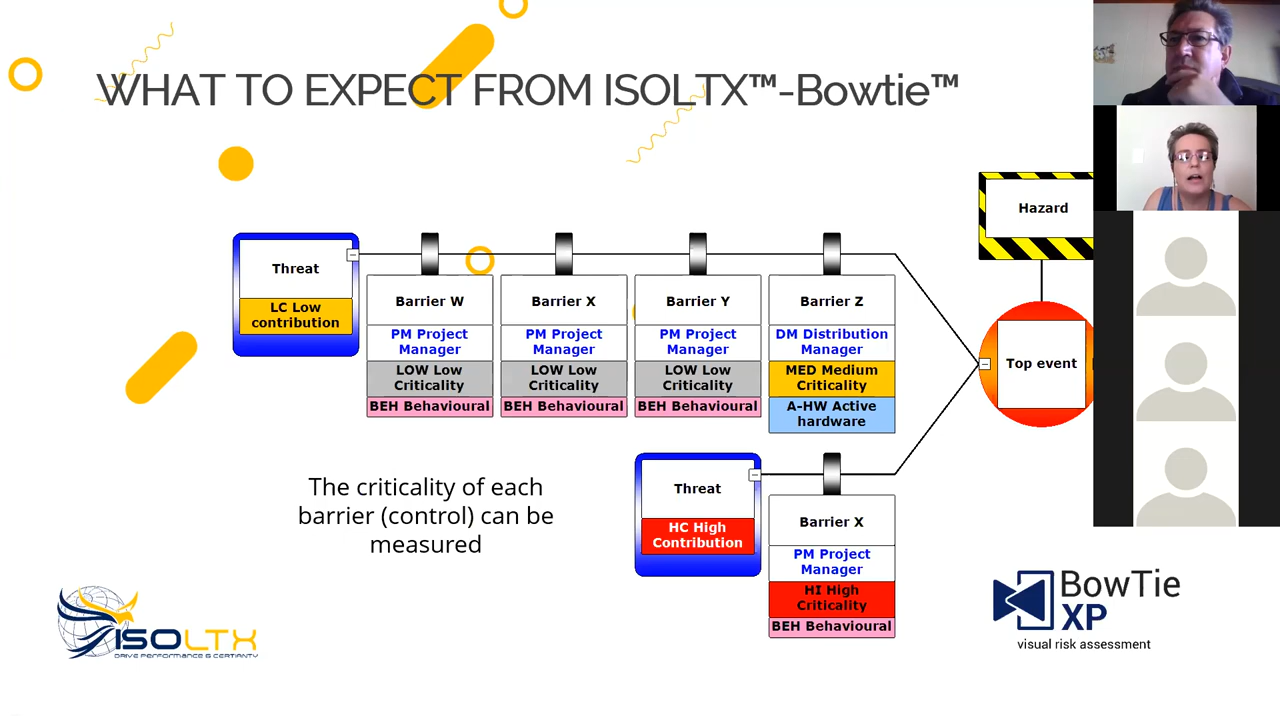 WHAT TO EXPECT FROM ISOLTX™-Bowtie™
Hazard
Threat
LC Low
contribution
Barrier W
PM Project
Manager
LOW Low
Criticality
BEH Behavioural
Barrier X
PM Project
Manager
LOW Low
Criticality
BEH Behavioural
Barrier Y
PM Project
Manager
LOW Low
Criticality
BEH Behavioural
Barrier Z
DM Distribution
Manager
MED Medium
Criticality
A-HW Active
hardware
Top event
Threat
HC High
Contribution
Barrier X
PM Project
Manager
HI High
Criticality
BEH Behavioural
The criticality of each
barrier (control) can be
measured
ISOLTX
DRIVE PERFORMANCE & CERTIANTY
BowTie
XP
visual risk assessment